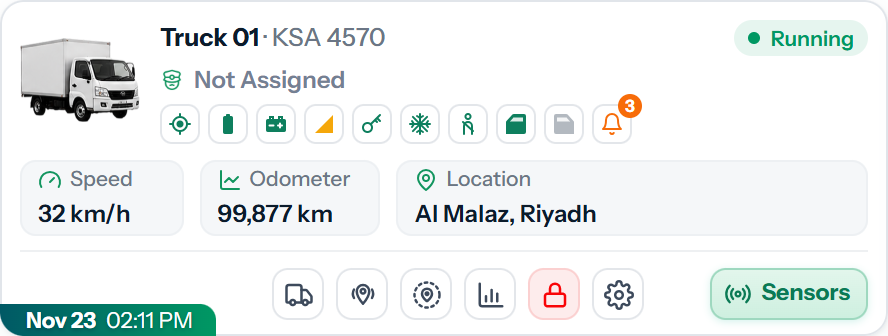 Truck 01 · KSA 4570
Running
Not Assigned
3
Speed
32 km/h
Odometer
99,877 km
Location
Al Malaz, Riyadh
Sensors
Nov 23 02:11 PM